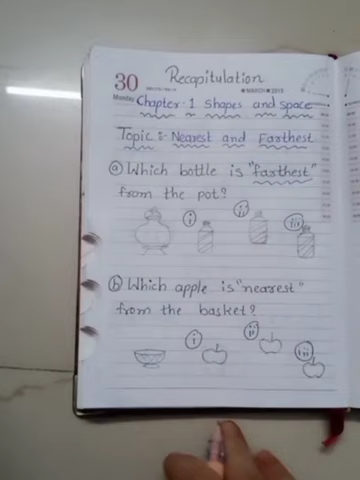 Recapitulation
30
MARCH 2015
Monday Chapter-1 Shapes and Space
Topic:- Nearest and Farthest
(a) Which bottle is "farthest"
from the pot?
(i) (ii) (iii)
(b) Which apple is "nearest"
from the basket?
(i) (ii) (iii)